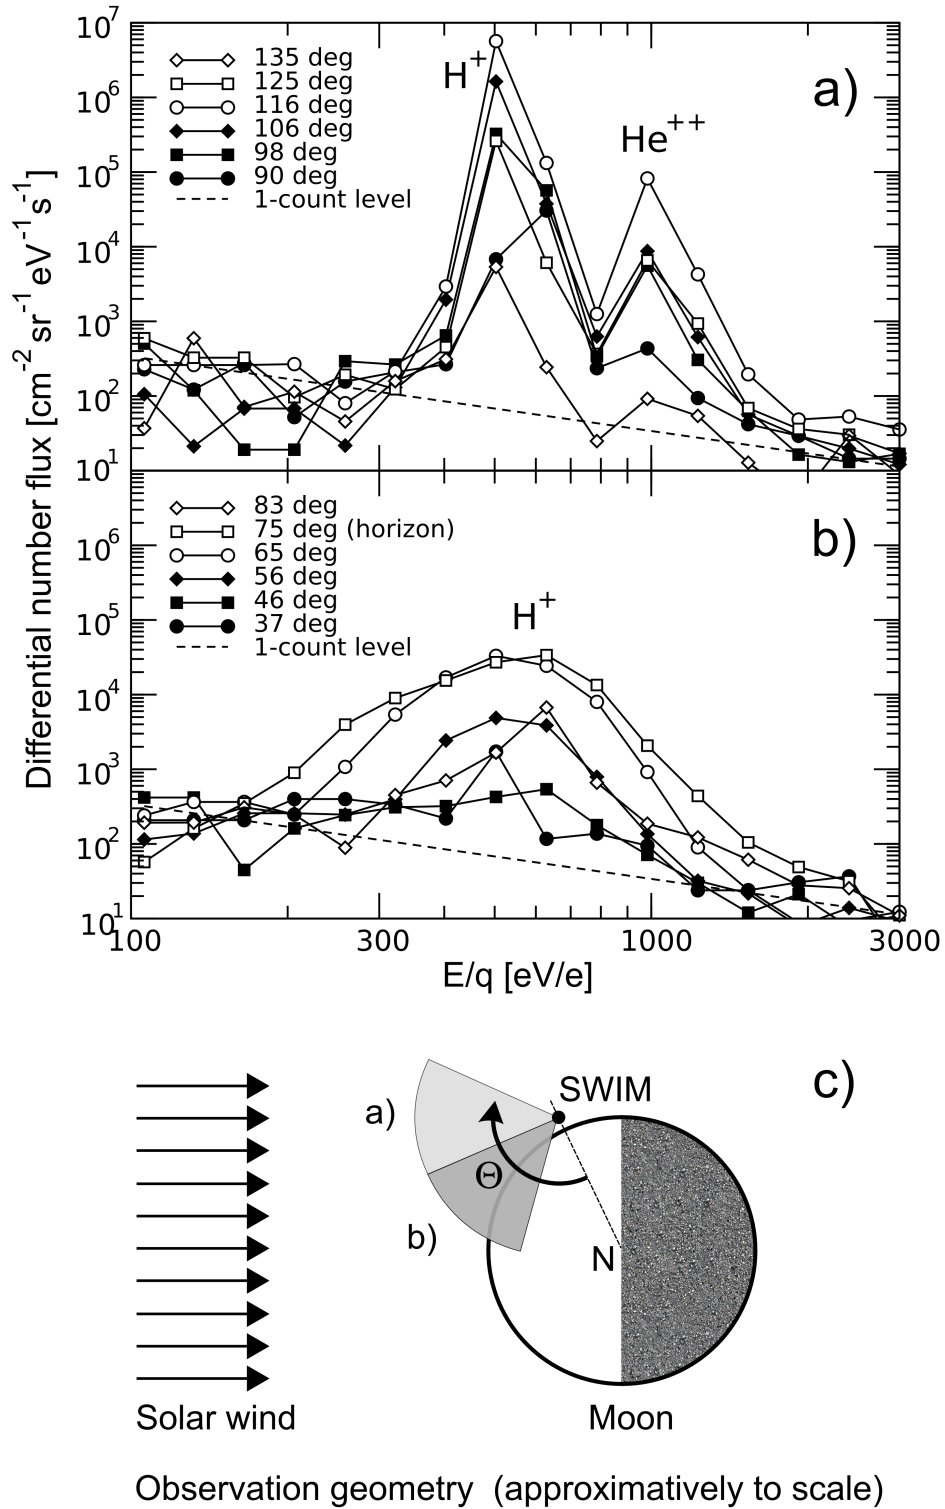 10^7
10^6
10^5
10^4
10^3
10^2
10^1
135 deg
125 deg
116 deg
106 deg
98 deg
90 deg
1-count level
H^+
He^++
a)
Differential number flux [cm^-2 sr^-1 eV^-1 s^-1]
10^6
10^5
10^4
10^3
10^2
10^1
83 deg
75 deg (horizon)
65 deg
56 deg
46 deg
37 deg
1-count level
H^+
b)
100 300 1000 3000
E/q [eV/e]
c)
SWIM
a)
Θ
b)
N
Solar wind
Moon
Observation geometry (approximatively to scale)